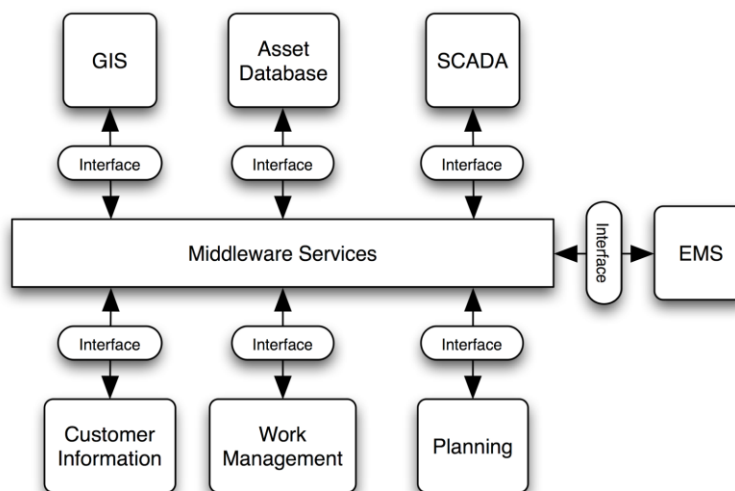 GIS
Asset
Database
SCADA
Interface
Interface
Interface
Middleware Services
Interface
EMS
Interface
Interface
Interface
Customer
Information
Work
Management
Planning